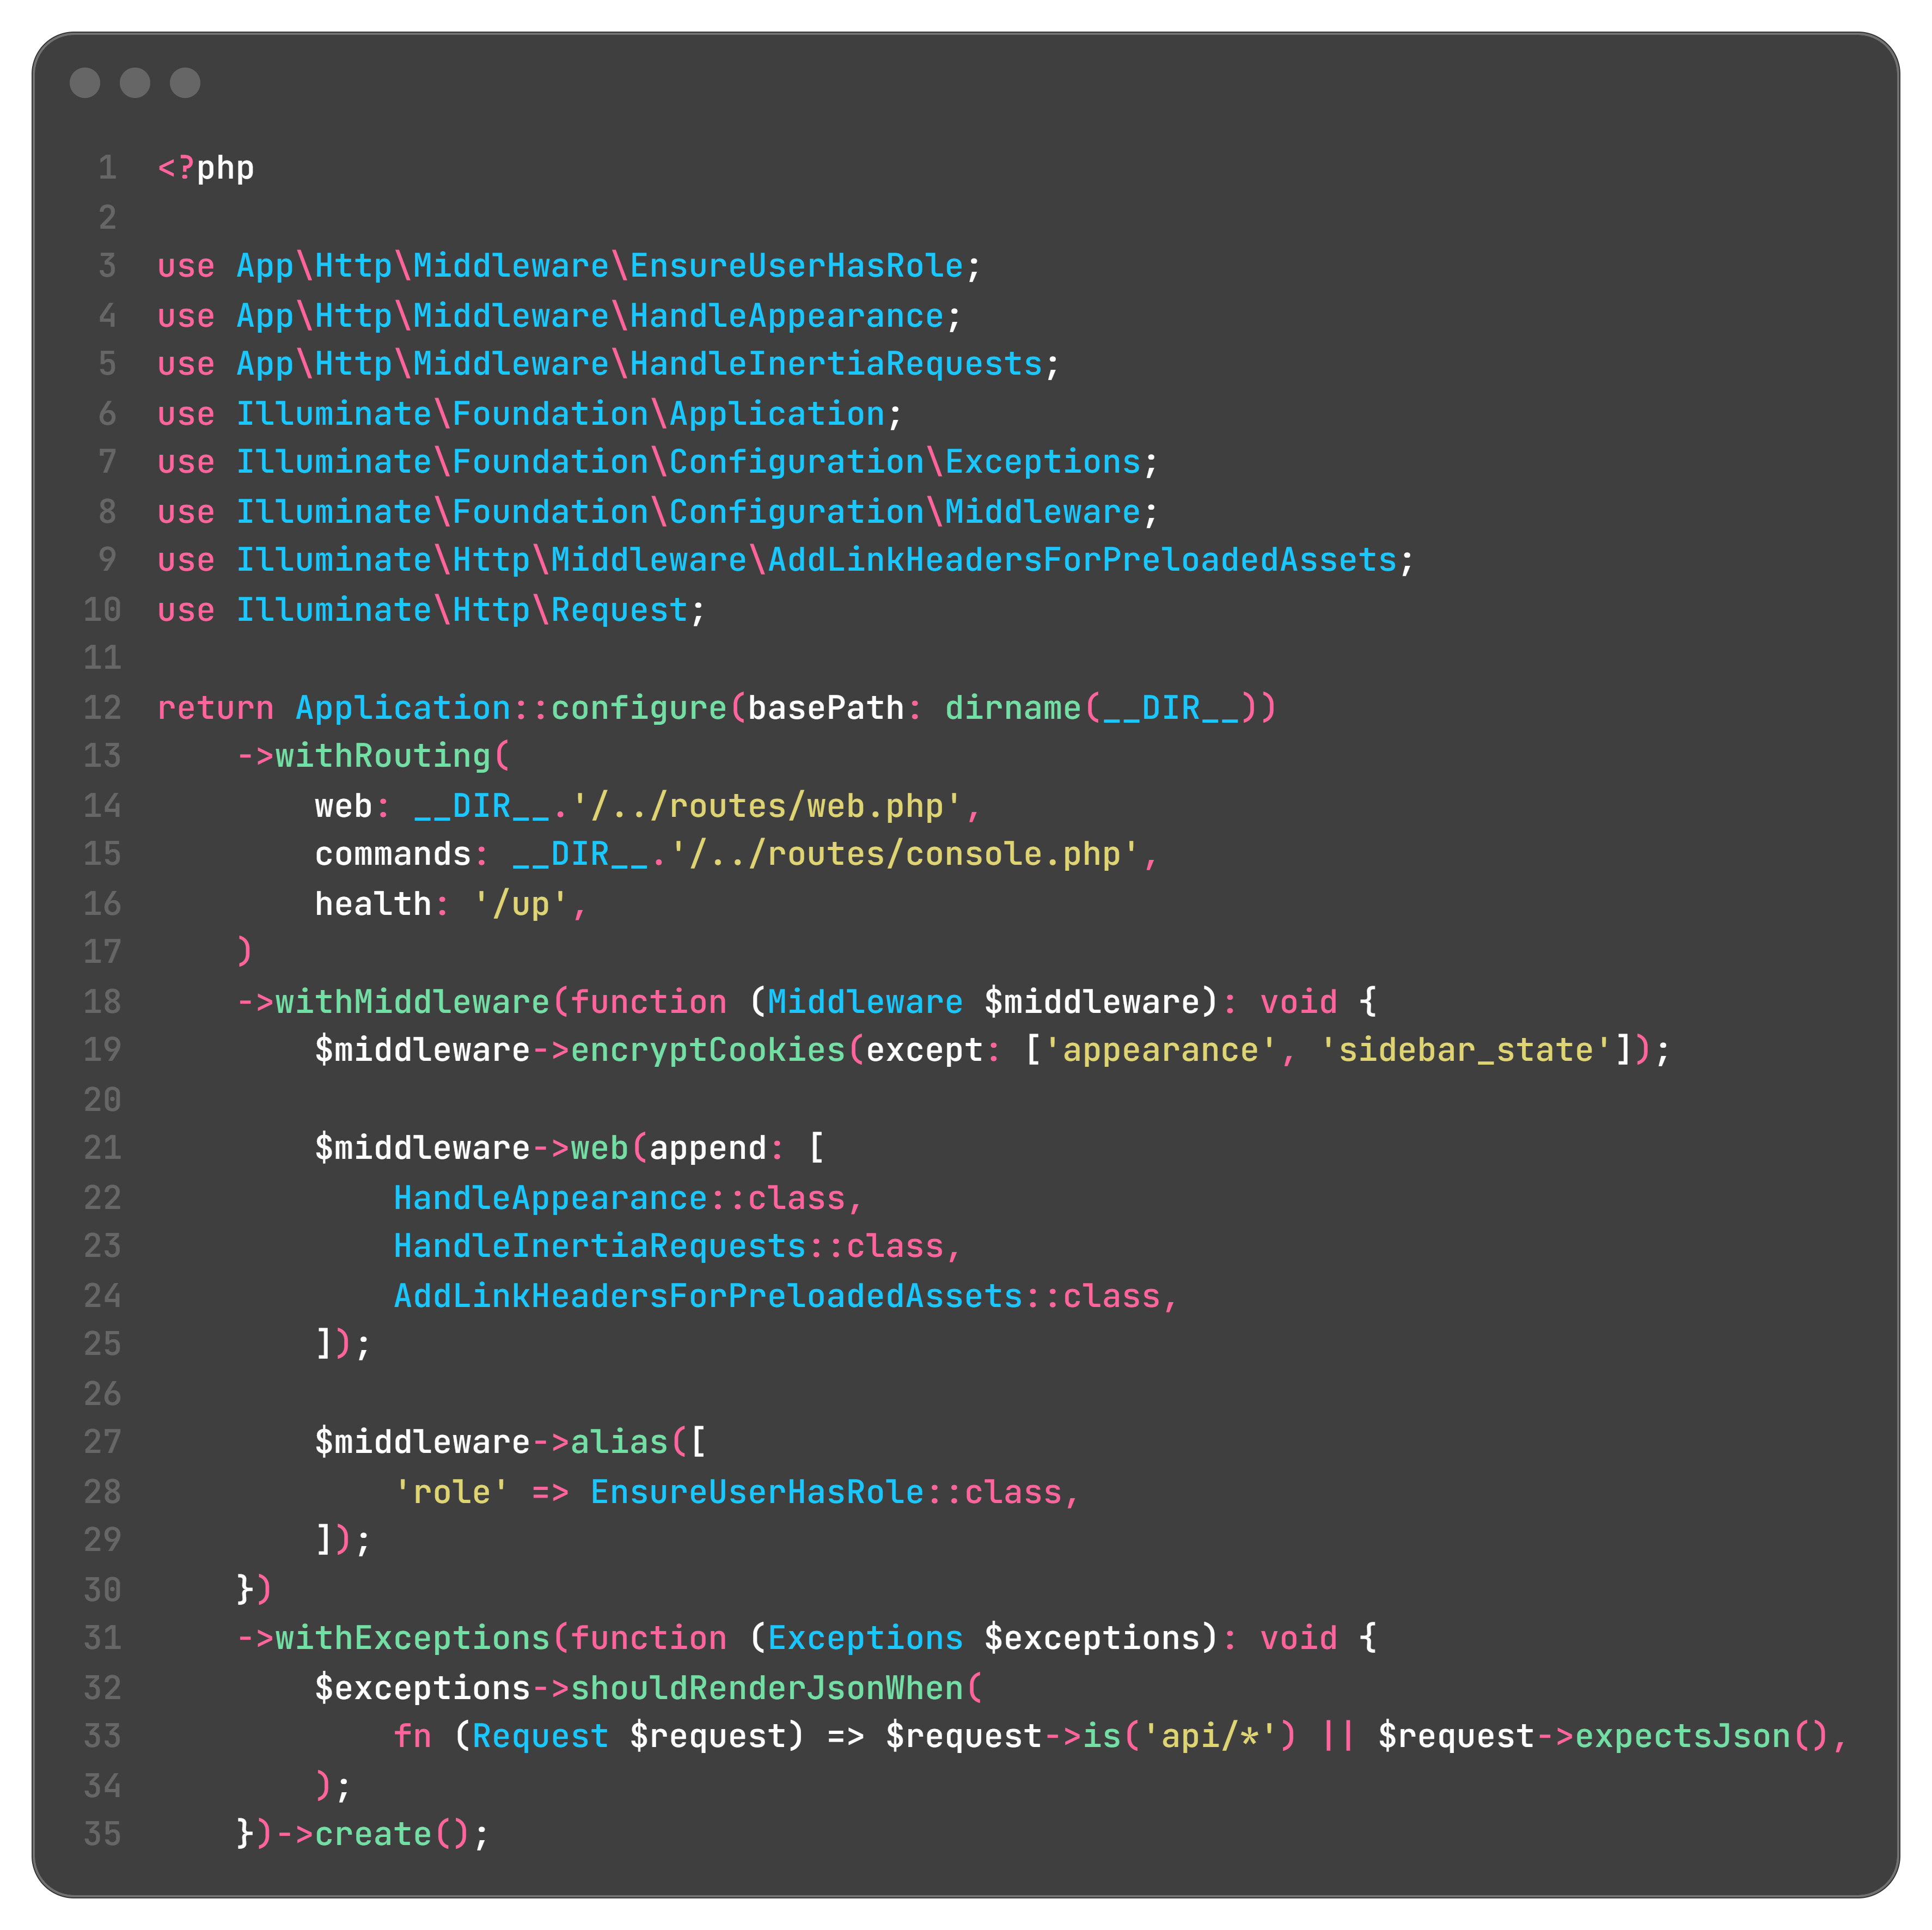 1 <?php
2
3 use App\Http\Middleware\EnsureUserHasRole;
4 use App\Http\Middleware\HandleAppearance;
5 use App\Http\Middleware\HandleInertiaRequests;
6 use Illuminate\Foundation\Application;
7 use Illuminate\Foundation\Configuration\Exceptions;
8 use Illuminate\Foundation\Configuration\Middleware;
9 use Illuminate\Http\Middleware\AddLinkHeadersForPreloadedAssets;
10 use Illuminate\Http\Request;
11
12 return Application::configure(basePath: dirname(__DIR__))
13     ->withRouting(
14         web: __DIR__.'/../routes/web.php',
15         commands: __DIR__.'/../routes/console.php',
16         health: '/up',
17     )
18     ->withMiddleware(function (Middleware $middleware): void {
19         $middleware->encryptCookies(except: ['appearance', 'sidebar_state']);
20
21         $middleware->web(append: [
22             HandleAppearance::class,
23             HandleInertiaRequests::class,
24             AddLinkHeadersForPreloadedAssets::class,
25         ]);
26
27         $middleware->alias([
28             'role' => EnsureUserHasRole::class,
29         ]);
30     })
31     ->withExceptions(function (Exceptions $exceptions): void {
32         $exceptions->shouldRenderJsonWhen(
33             fn (Request $request) => $request->is('api/*') || $request->expectsJson(),
34         );
35     })->create();